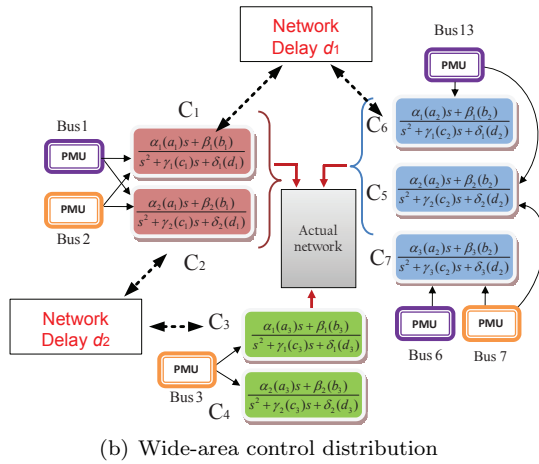 Network
Delay d₁
Bus 13
PMU
C₁
C₆
α₁(a₁)s + β₁(b₁)
s² + γ₁(c₁)s + δ₁(d₁)
α₁(a₂)s + β₁(b₂)
s² + γ₁(c₂)s + δ₁(d₂)
Bus 1
PMU
α₂(a₁)s + β₂(b₁)
s² + γ₂(c₁)s + δ₂(d₁)
C₅
α₂(a₂)s + β₂(b₂)
s² + γ₂(c₂)s + δ₂(d₂)
PMU
Bus 2
Actual
network
C₂
C₇
α₃(a₂)s + β₃(b₂)
s² + γ₃(c₂)s + δ₃(d₂)
Network
Delay d₂
C₃
α₁(a₃)s + β₁(b₃)
s² + γ₁(c₃)s + δ₁(d₃)
PMU
Bus 3
C₄
α₂(a₃)s + β₂(b₃)
s² + γ₂(c₃)s + δ₂(d₃)
PMU
PMU
Bus 6
Bus 7
(b) Wide-area control distribution